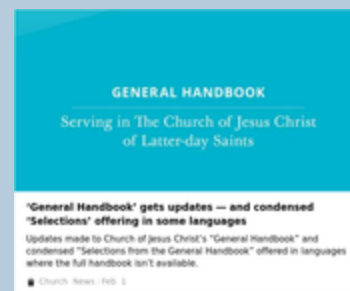 GENERAL HANDBOOK
Serving in The Church of Jesus Christ
of Latter-day Saints
'General Handbook' gets updates — and condensed
'Selections' offering in some languages
Updates made to Church of Jesus Christ's "General Handbook" and
condensed "Selections from the General Handbook" offered in languages
where the full handbook isn't available.
Church News · Feb 1